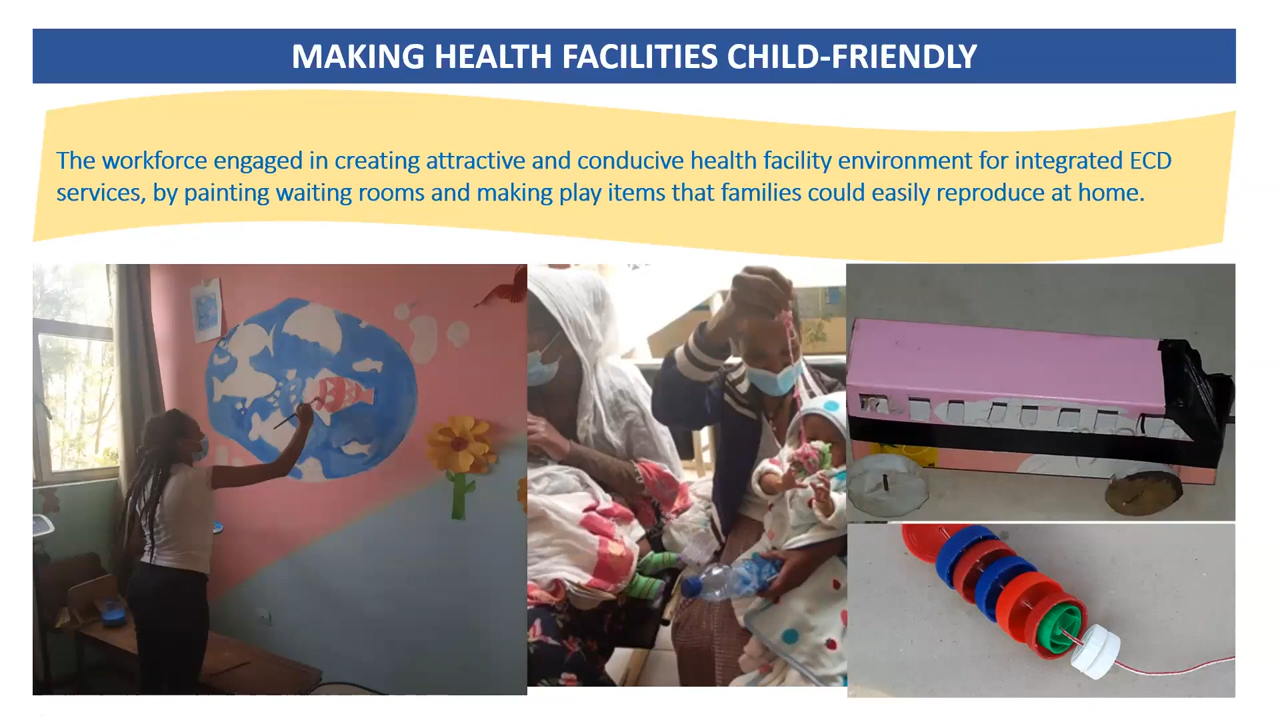 MAKING HEALTH FACILITIES CHILD-FRIENDLY
The workforce engaged in creating attractive and conducive health facility environment for integrated ECD
services, by painting waiting rooms and making play items that families could easily reproduce at home.